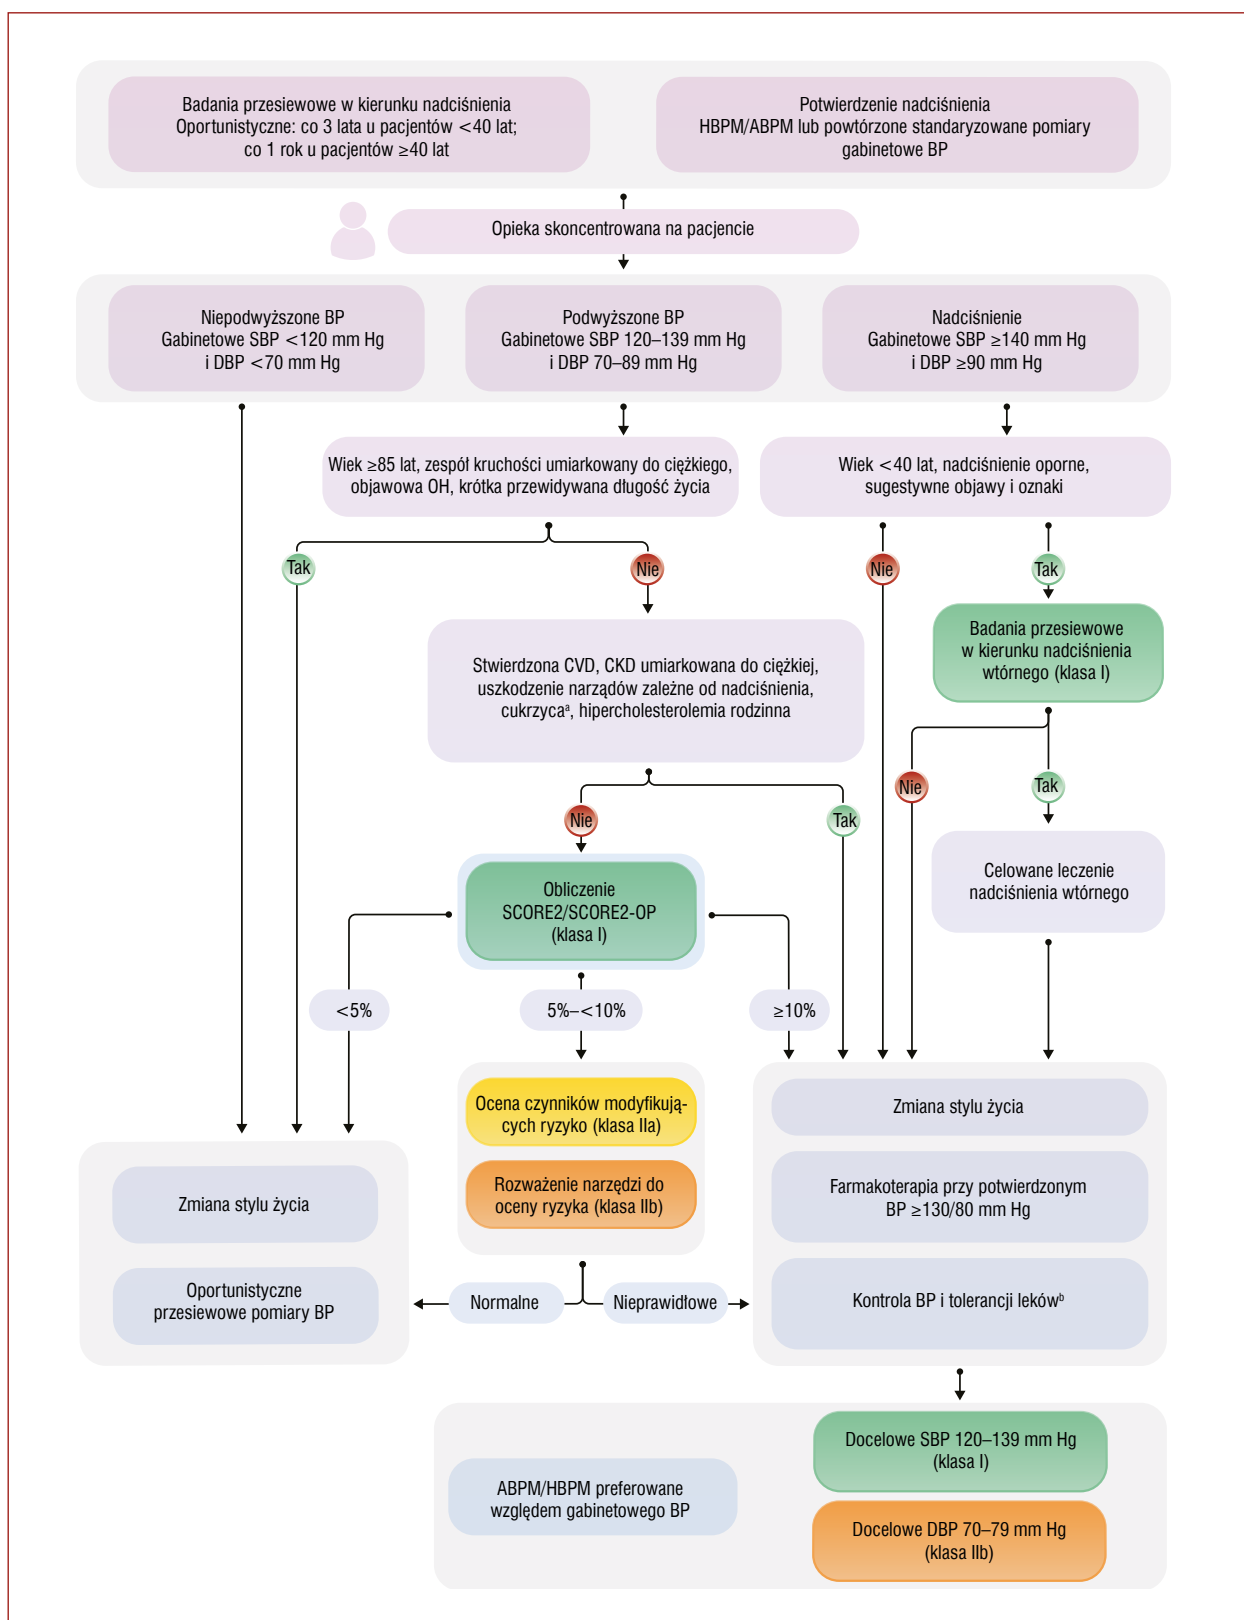 Badania przesiewowe w kierunku nadciśnienia
Oportunistyczne: co 3 lata u pacjentów <40 lat;
co 1 rok u pacjentów ≥40 lat
Potwierdzenie nadciśnienia
HBPM/ABPM lub powtórzone standaryzowane pomiary
gabinetowe BP
Opieka skoncentrowana na pacjencie
Niepodwyższone BP
Gabinetowe SBP <120 mm Hg
i DBP <70 mm Hg
Podwyższone BP
Gabinetowe SBP 120–139 mm Hg
i DBP 70–89 mm Hg
Nadciśnienie
Gabinetowe SBP ≥140 mm Hg
i DBP ≥90 mm Hg
Wiek ≥85 lat, zespół kruchości umiarkowany do ciężkiego,
objawowa OH, krótka przewidywana długość życia
Wiek <40 lat, nadciśnienie oporne,
sugestywne objawy i oznaki
Tak
Nie
Nie
Tak
Badania przesiewowe
w kierunku nadciśnienia
wtórnego (klasa I)
Stwierdzona CVD, CKD umiarkowana do ciężkiej,
uszkodzenie narządów zależne od nadciśnienia,
cukrzycaᵃ, hipercholesterolemia rodzinna
Nie
Tak
Nie
Tak
Celowane leczenie
nadciśnienia wtórnego
Obliczenie
SCORE2/SCORE2-OP
(klasa I)
<5%
5%–<10%
≥10%
Ocena czynników modyfikują-
cych ryzyko (klasa IIa)
Rozważenie narzędzi do
oceny ryzyka (klasa IIb)
Zmiana stylu życia
Farmakoterapia przy potwierdzonym
BP ≥130/80 mm Hg
Kontrola BP i tolerancji lekówᵇ
Zmiana stylu życia
Oportunistyczne
przesiewowe pomiary BP
Normalne
Nieprawidłowe
ABPM/HBPM preferowane
względem gabinetowego BP
Docelowe SBP 120–139 mm Hg
(klasa I)
Docelowe DBP 70–79 mm Hg
(klasa IIb)